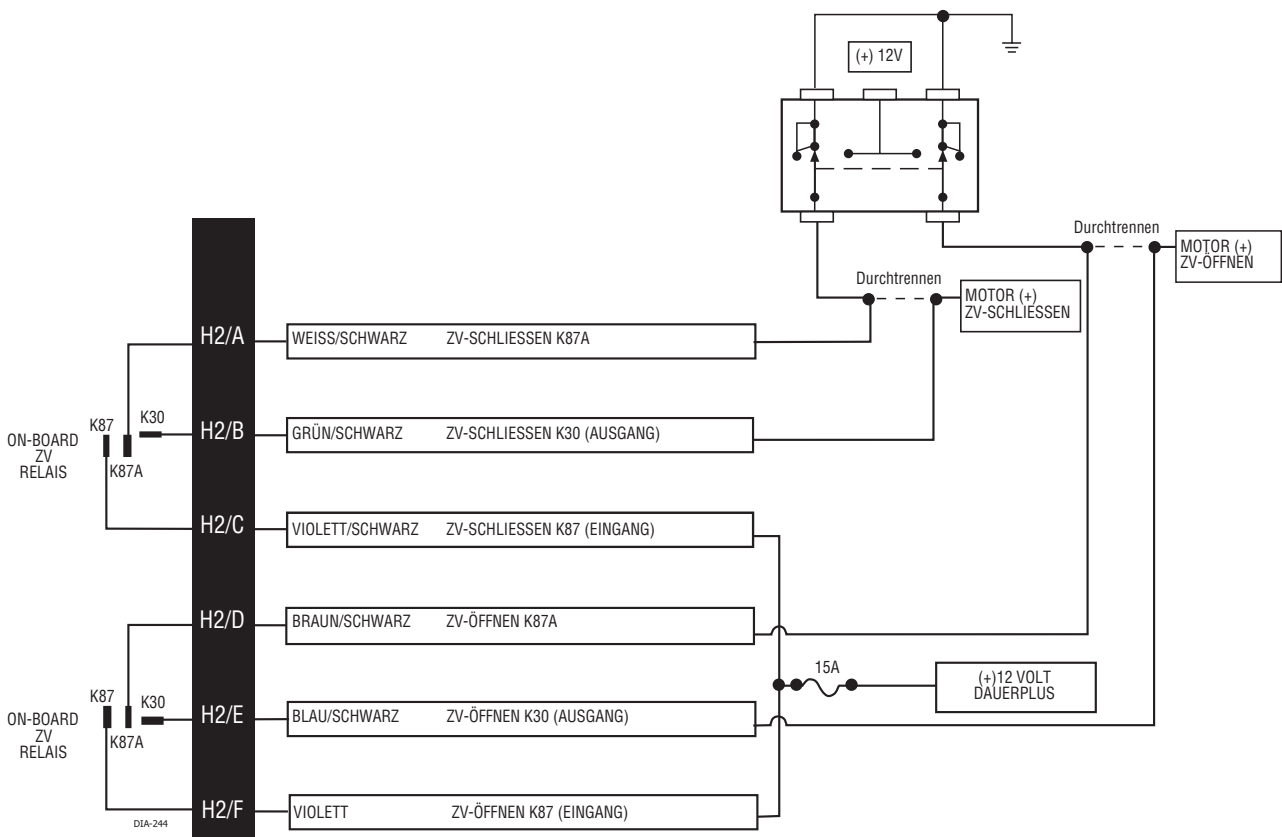 (+) 12V
Durchtrennen
MOTOR (+)
ZV-ÖFFNEN
Durchtrennen
MOTOR (+)
ZV-SCHLIESSEN
H2/A
WEISS/SCHWARZ ZV-SCHLIESSEN K87A
K87
K30
K87A
ON-BOARD
ZV
RELAIS
H2/B
GRÜN/SCHWARZ ZV-SCHLIESSEN K30 (AUSGANG)
H2/C
VIOLETT/SCHWARZ ZV-SCHLIESSEN K87 (EINGANG)
H2/D
BRAUN/SCHWARZ ZV-ÖFFNEN K87A
15A
(+)12 VOLT
DAUERPLUS
K87
K30
K87A
ON-BOARD
ZV
RELAIS
H2/E
BLAU/SCHWARZ ZV-ÖFFNEN K30 (AUSGANG)
H2/F
VIOLETT ZV-ÖFFNEN K87 (EINGANG)
DIA-244